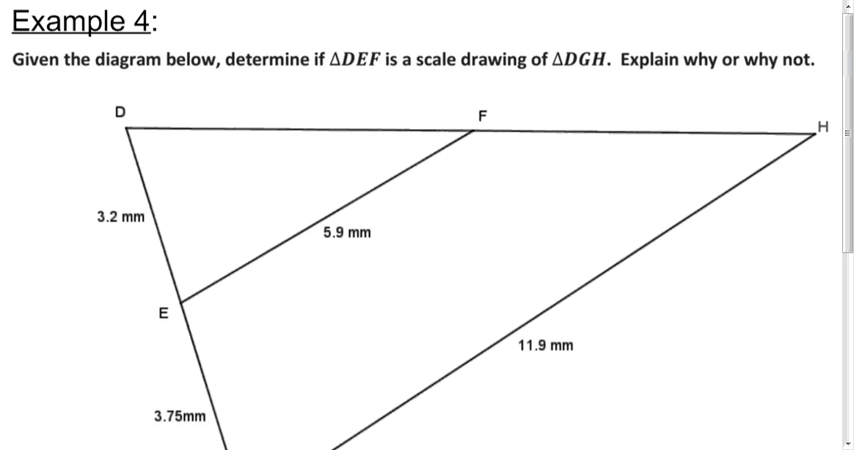 Example 4:
Given the diagram below, determine if ΔDEF is a scale drawing of ΔDGH. Explain why or why not.
D
F
H
3.2 mm
5.9 mm
E
11.9 mm
3.75mm